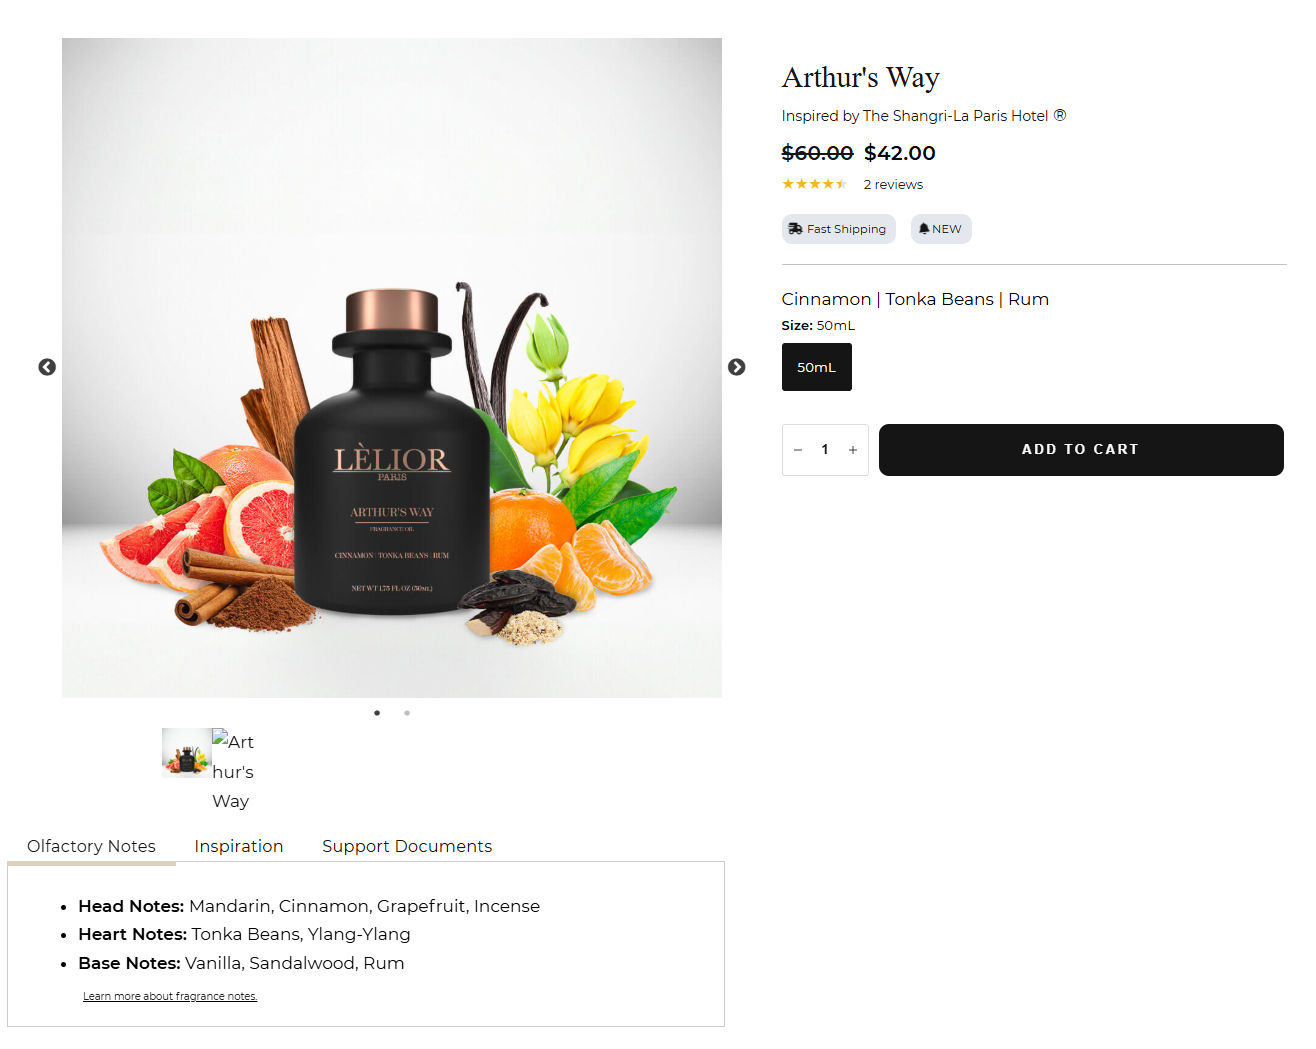 Arthur's Way
Inspired by The Shangri-La Paris Hotel ®
$60.00 $42.00
2 reviews
Fast Shipping
NEW
Cinnamon | Tonka Beans | Rum
Size: 50mL
50mL
− 1 +
ADD TO CART
LÈLIOR
PARIS
ARTHUR'S WAY
FRAGRANCE OIL
CINNAMON | TONKA BEANS | RUM
NET WT 1.75 FL OZ (50mL)
Art
hur's
Way
Olfactory Notes
Inspiration
Support Documents
Head Notes: Mandarin, Cinnamon, Grapefruit, Incense
Heart Notes: Tonka Beans, Ylang-Ylang
Base Notes: Vanilla, Sandalwood, Rum
Learn more about fragrance notes.